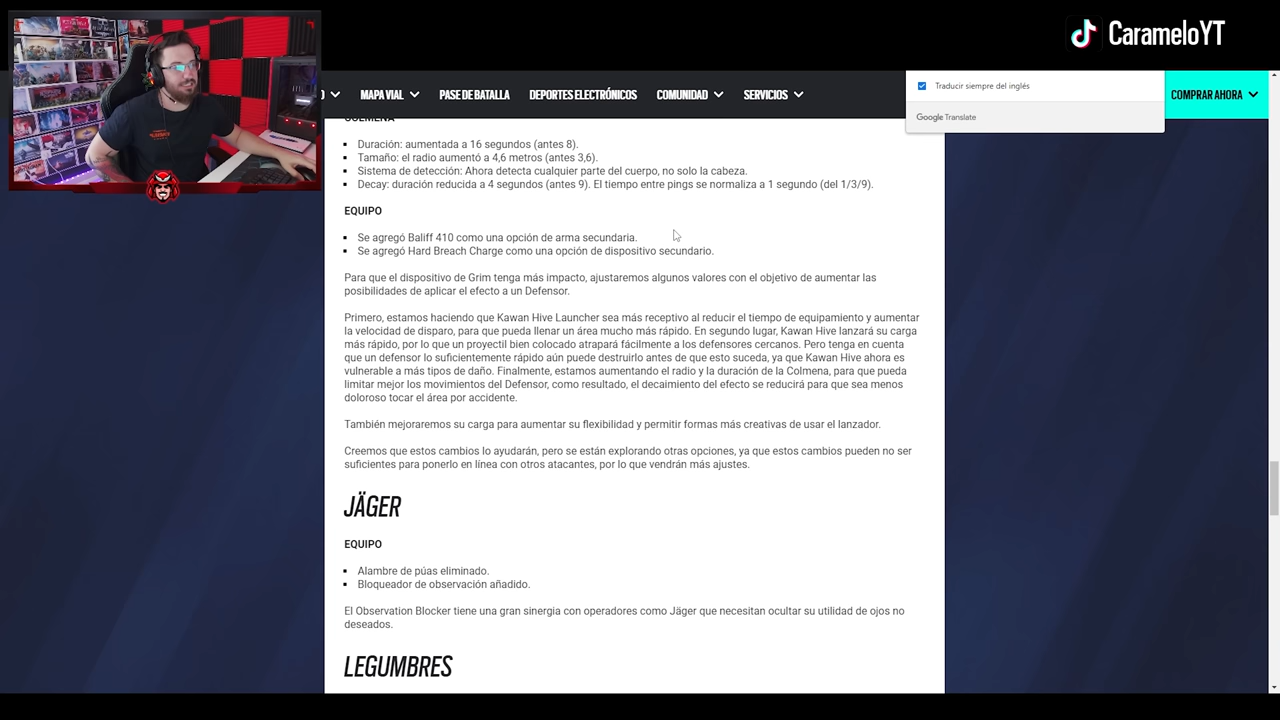 CarameloYT
MAPA VIAL
PASE DE BATALLA
DEPORTES ELECTRÓNICOS
COMUNIDAD
SERVICIOS
Traducir siempre del inglés
Google Translate
COMPRAR AHORA
COLMENA
Duración: aumentada a 16 segundos (antes 8).
Tamaño: el radio aumentó a 4,6 metros (antes 3,6).
Sistema de detección: Ahora detecta cualquier parte del cuerpo, no solo la cabeza.
Decay: duración reducida a 4 segundos (antes 9). El tiempo entre pings se normaliza a 1 segundo (del 1/3/9).
EQUIPO
Se agregó Baliff 410 como una opción de arma secundaria.
Se agregó Hard Breach Charge como una opción de dispositivo secundario.
Para que el dispositivo de Grim tenga más impacto, ajustaremos algunos valores con el objetivo de aumentar las
posibilidades de aplicar el efecto a un Defensor.
Primero, estamos haciendo que Kawan Hive Launcher sea más receptivo al reducir el tiempo de equipamiento y aumentar
la velocidad de disparo, para que pueda llenar un área mucho más rápido. En segundo lugar, Kawan Hive lanzará su carga
más rápido, por lo que un proyectil bien colocado atrapará fácilmente a los defensores cercanos. Pero tenga en cuenta
que un defensor lo suficientemente rápido aún puede destruirlo antes de que esto suceda, ya que Kawan Hive ahora es
vulnerable a más tipos de daño. Finalmente, estamos aumentando el radio y la duración de la Colmena, para que pueda
limitar mejor los movimientos del Defensor, como resultado, el decaimiento del efecto se reducirá para que sea menos
doloroso tocar el área por accidente.
También mejoraremos su carga para aumentar su flexibilidad y permitir formas más creativas de usar el lanzador.
Creemos que estos cambios lo ayudarán, pero se están explorando otras opciones, ya que estos cambios pueden no ser
suficientes para ponerlo en línea con otros atacantes, por lo que vendrán más ajustes.
JÄGER
EQUIPO
Alambre de púas eliminado.
Bloqueador de observación añadido.
El Observation Blocker tiene una gran sinergia con operadores como Jäger que necesitan ocultar su utilidad de ojos no
deseados.
LEGUMBRES